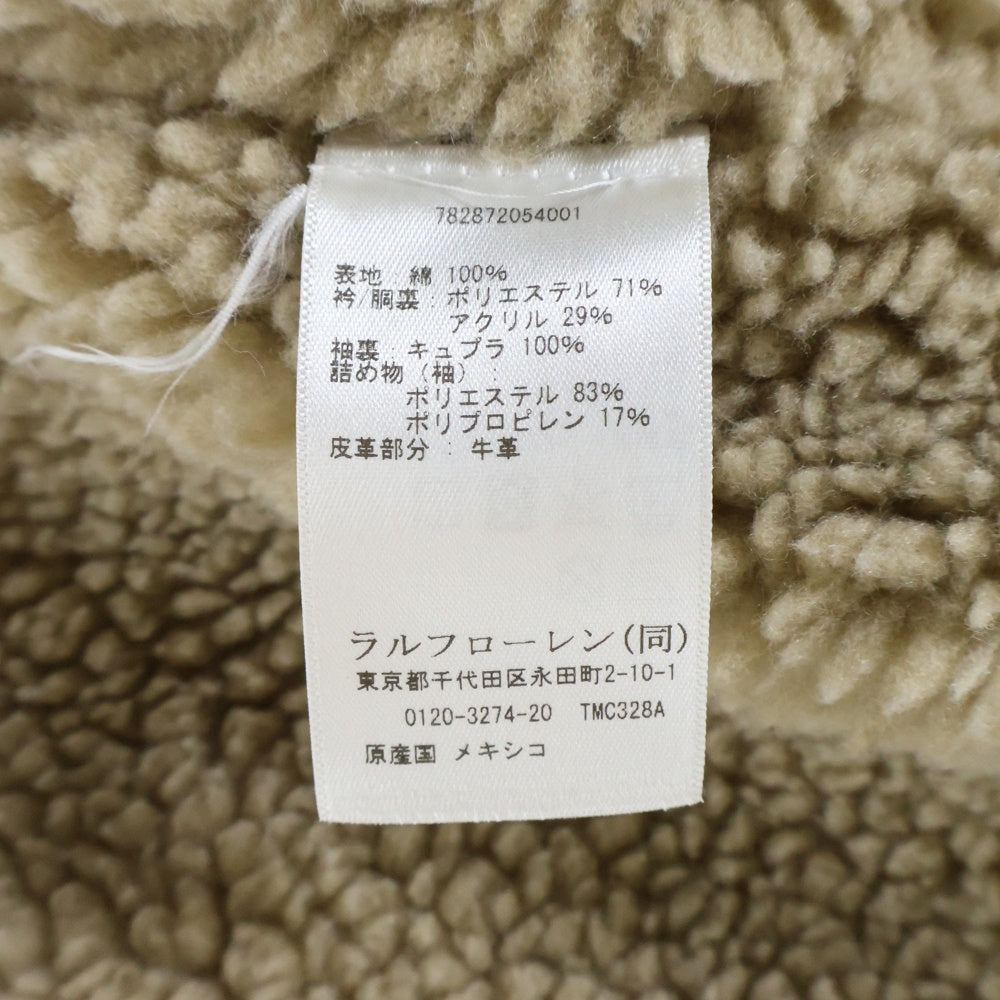 782872054001
表地 綿 100%
衿/胴裏：ポリエステル 71%
アクリル 29%
袖裏 キュプラ 100%
詰め物（袖）：
ポリエステル 83%
ポリプロピレン 17%
皮革部分 ： 牛革
ラルフローレン(同)
東京都千代田区永田町2-10-1
0120-3274-20 TMC328A
原産国 メキシコ